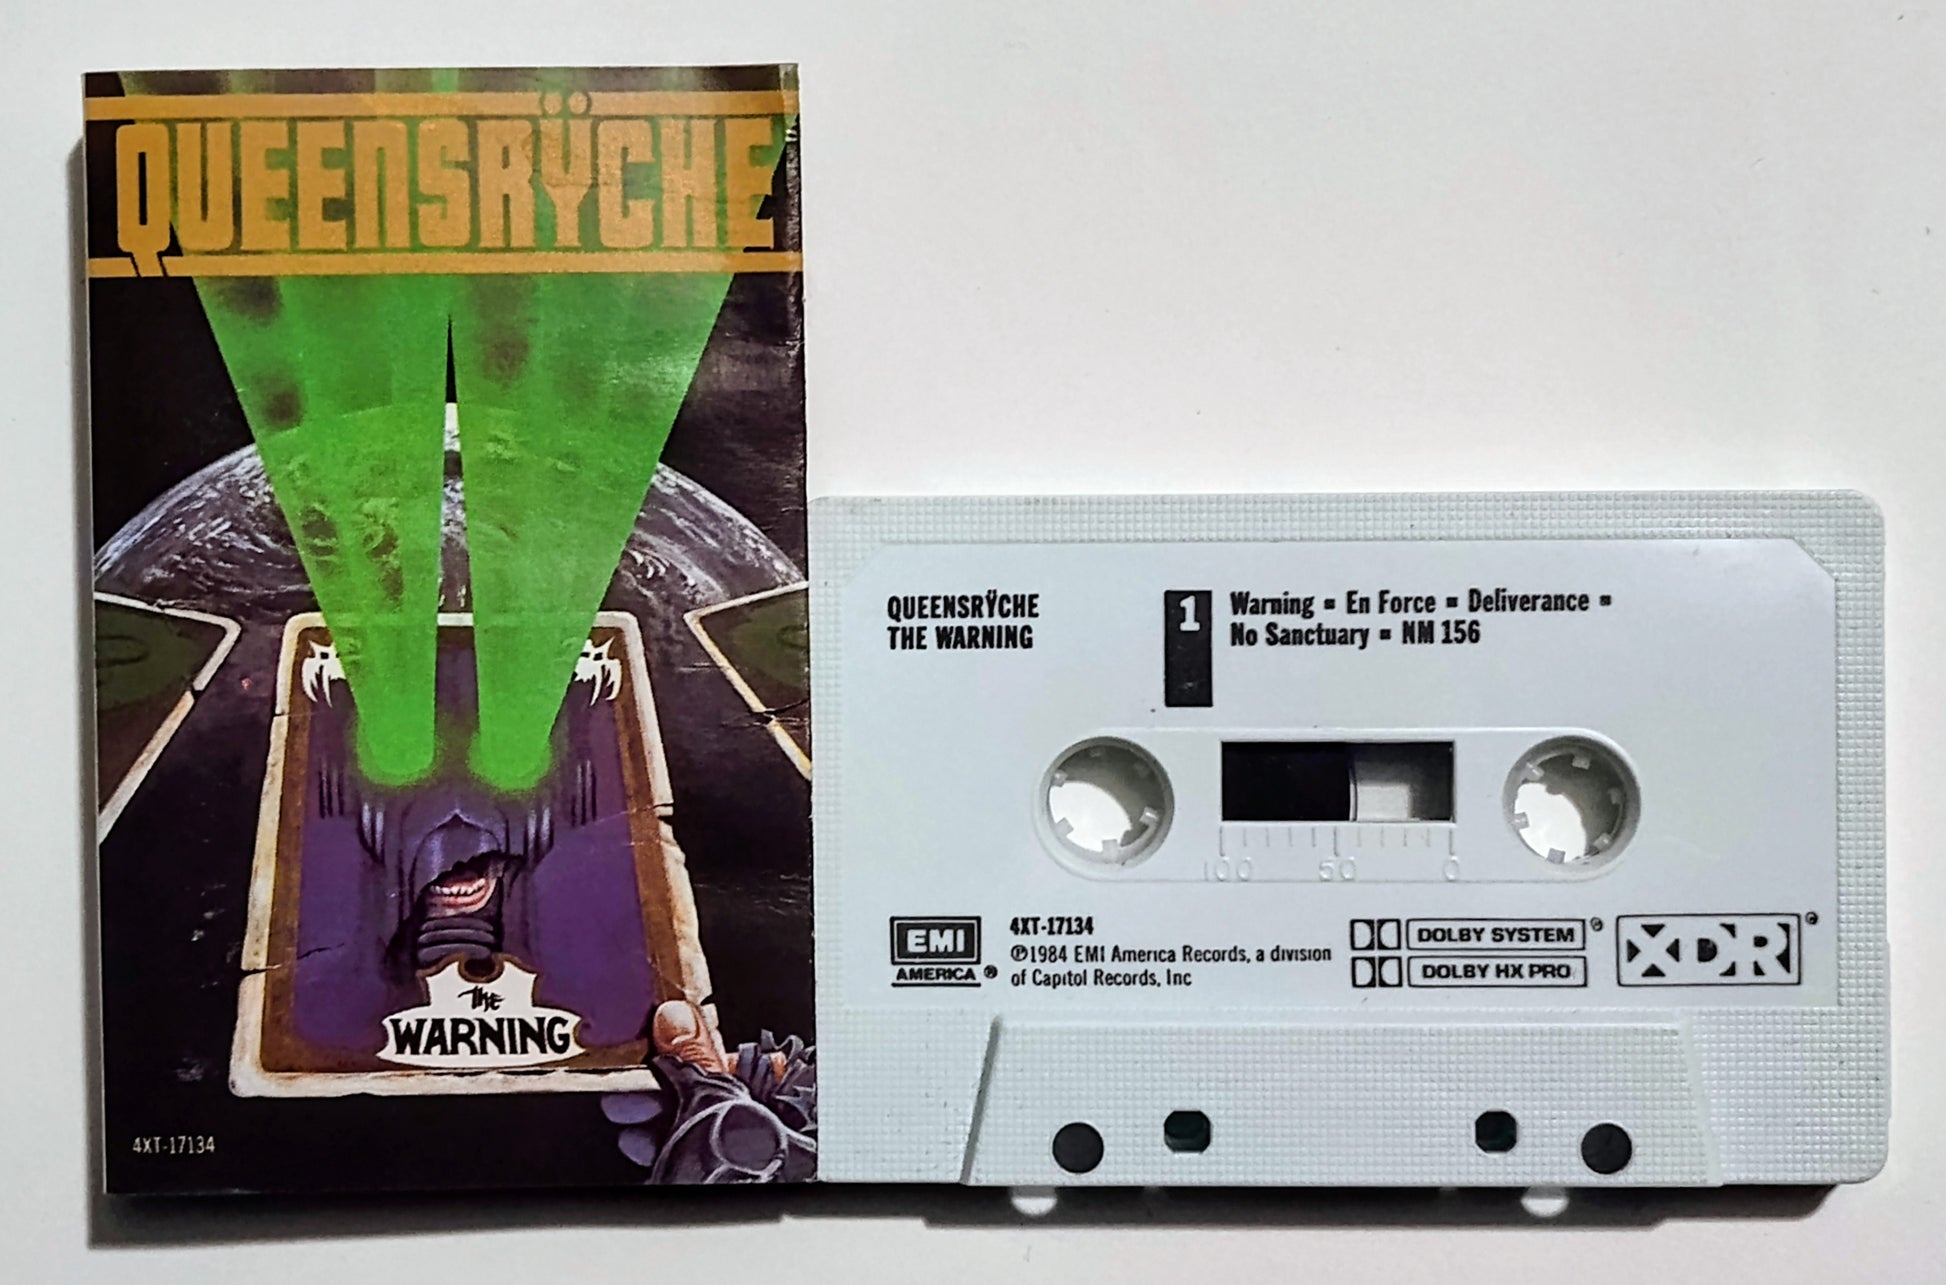 QUEENSRŸCHE
the
WARNING
4XT-17134
QUEENSRŸCHE
THE WARNING
1
Warning ▪ En Force ▪ Deliverance ▪
No Sanctuary ▪ NM 156
100 50 0
EMI
AMERICA ®
4XT-17134
℗1984 EMI America Records, a division
of Capitol Records, Inc
DOLBY SYSTEM ®
DOLBY HX PRO
XDR ®